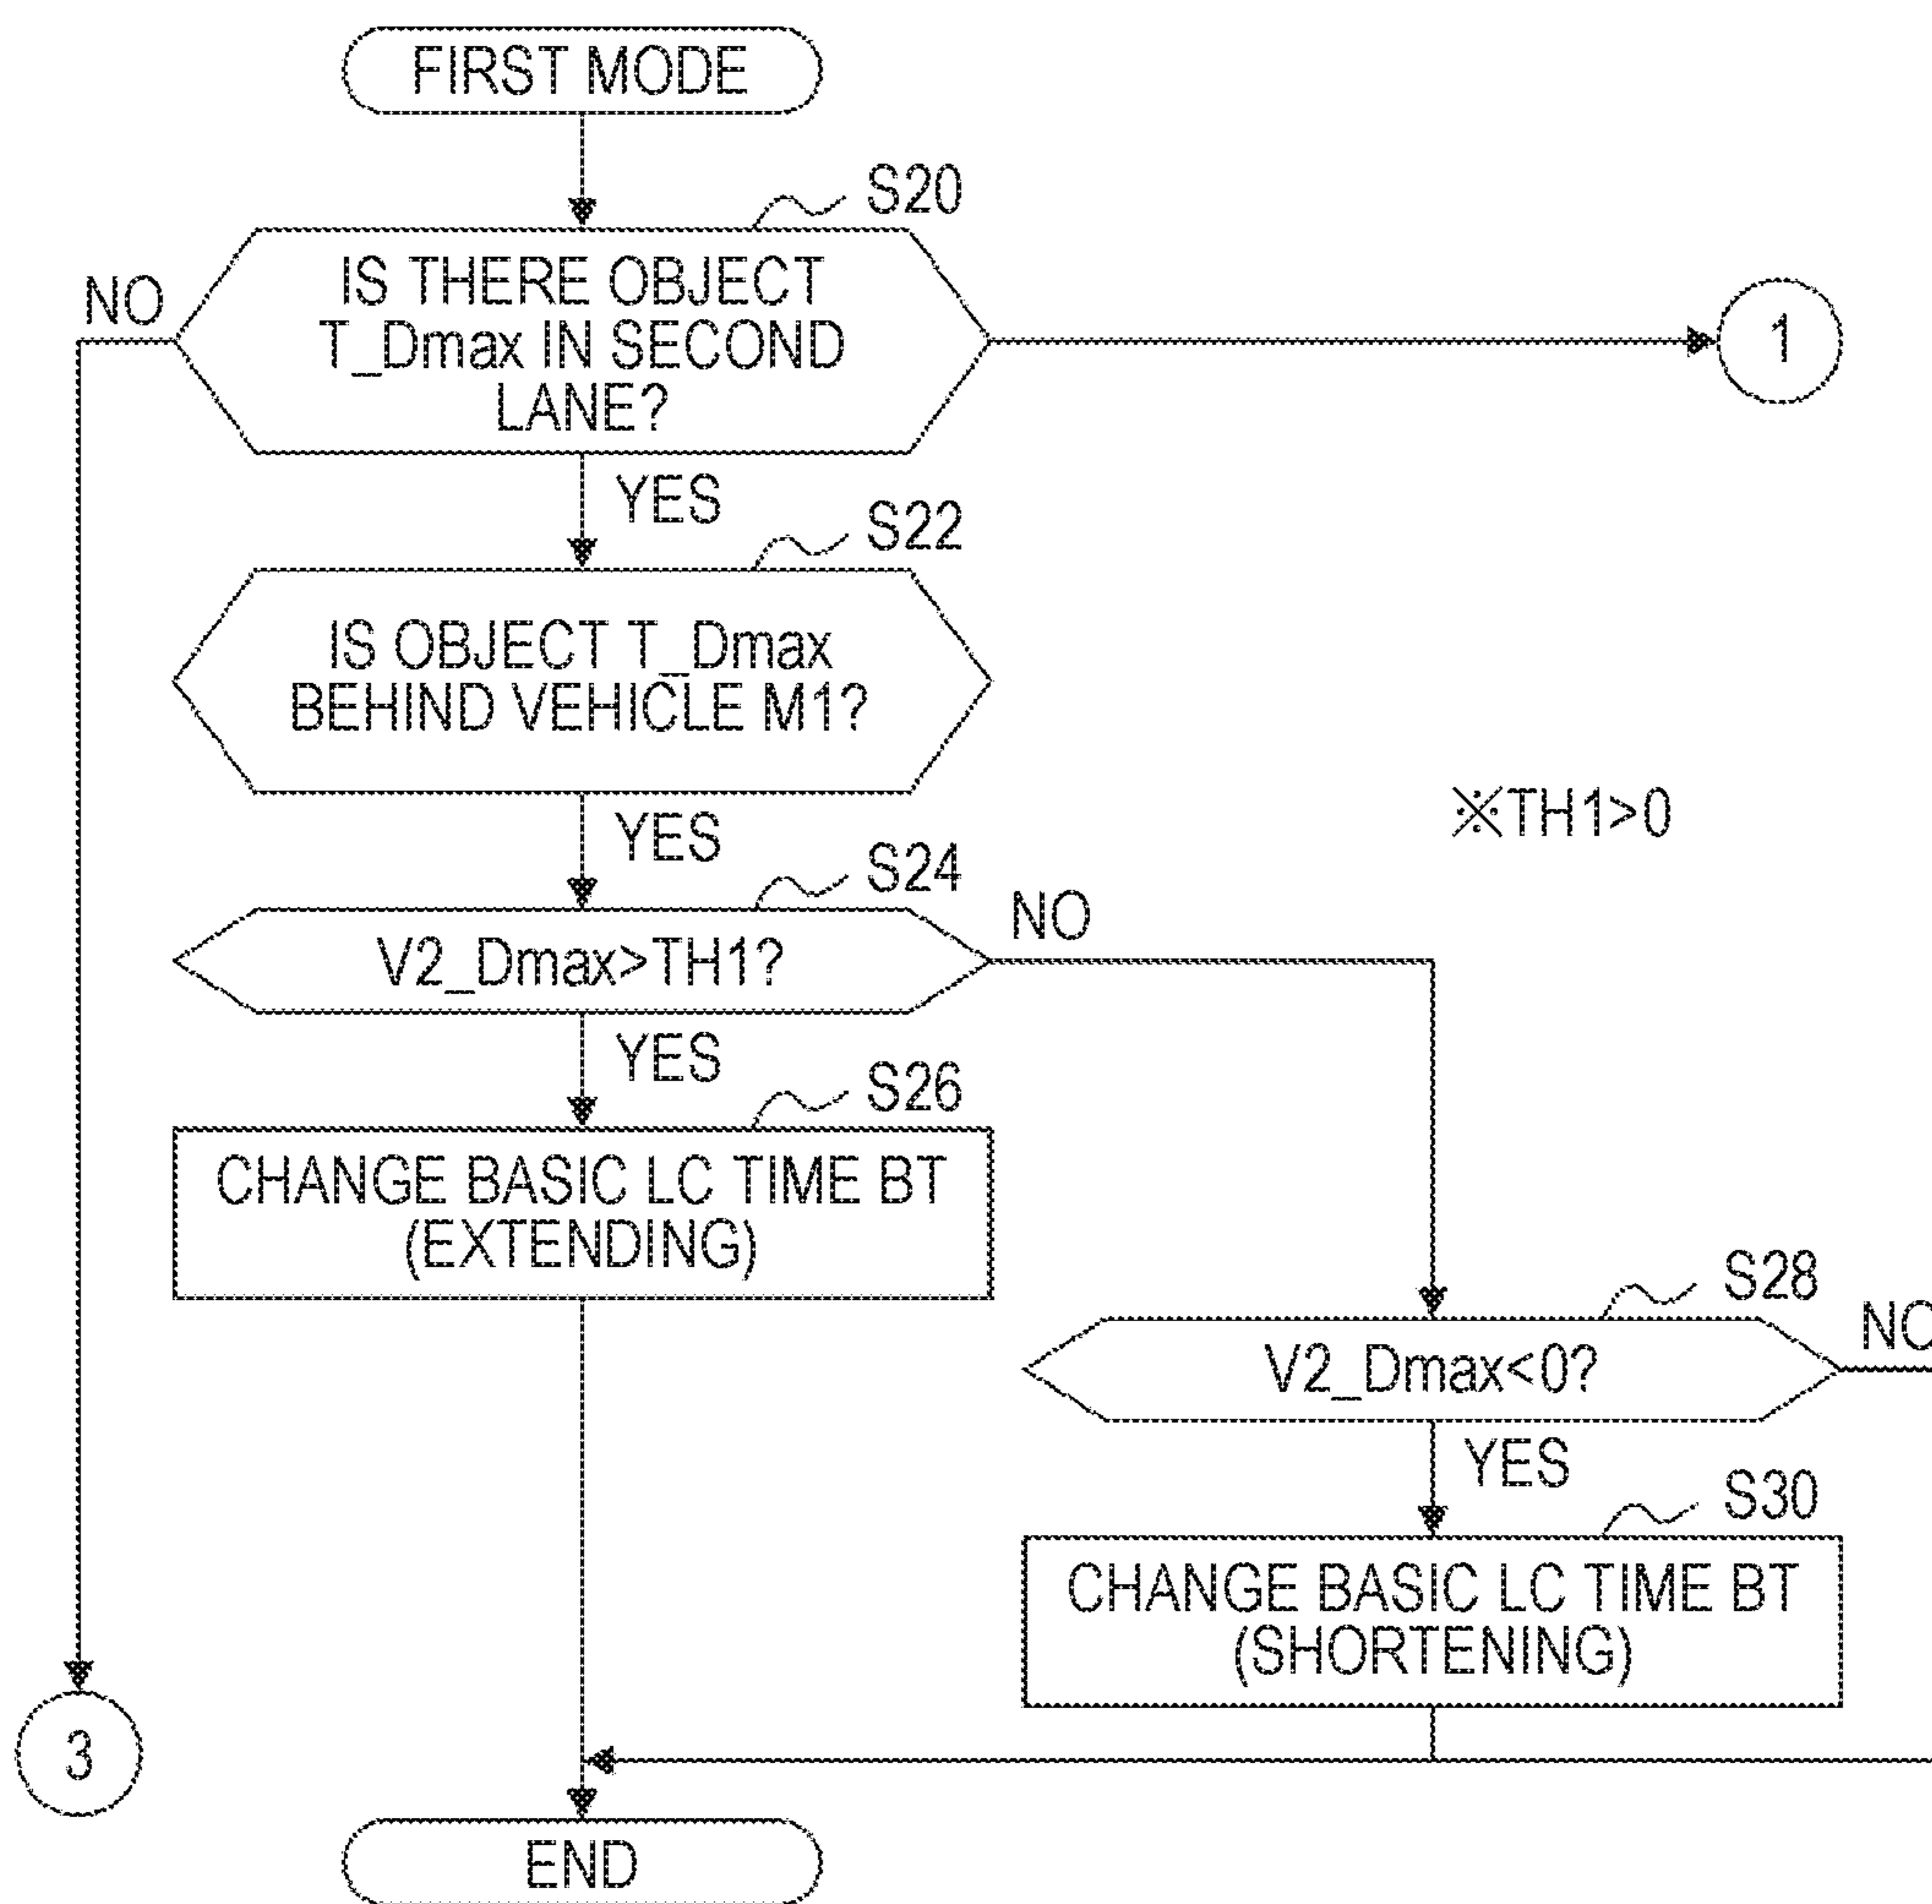 FIRST MODE
S20
NO
IS THERE OBJECT
T_Dmax IN SECOND
LANE?
1
YES
S22
IS OBJECT T_Dmax
BEHIND VEHICLE M1?
※TH1>0
YES
S24
NO
V2_Dmax>TH1?
YES
S26
CHANGE BASIC LC TIME BT
(EXTENDING)
S28
NO
V2_Dmax<0?
YES
S30
CHANGE BASIC LC TIME BT
(SHORTENING)
3
END